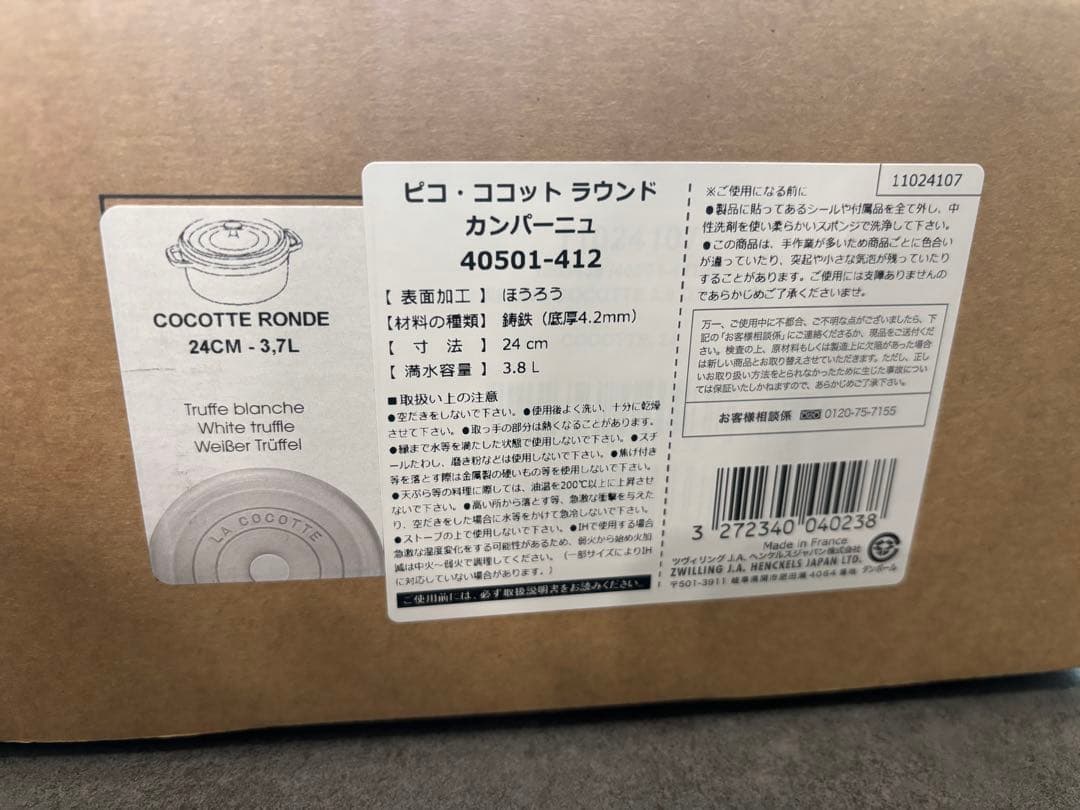 COCOTTE RONDE
24CM - 3,7L
Truffe blanche
White truffle
Weißer Trüffel
LA COCOTTE
ピコ・ココット ラウンド
カンパーニュ
40501-412
【 表面加工 】 ほうろう
【材料の種類】 鋳鉄（底厚4.2mm）
【 寸 法 】 24 cm
【 満水容量 】 3.8 L
■取扱い上の注意
●空だきをしないで下さい。●使用後よく洗い、十分に乾燥
させて下さい。●取っ手の部分は熱くなることがあります。
●縁まで水等を満たした状態で使用しないで下さい。●スチ
ールたわし、磨き粉などは使用しないで下さい。●焦げ付き
等を落とす際は金属製の硬いもの等を使用しないで下さい。
●天ぷら等の料理に際しては、油温を200℃以上に上昇させ
ないで下さい。●高い所から落とす等、急激な衝撃を与えた
り、空だきをした場合に水等をかけて急冷しないで下さい。
●ストーブの上で使用しないで下さい。●IHで使用する場合
急激な温度変化をする可能性があるため、弱火から始め火加
減は中火～弱火で調理してください。（一部サイズによりIH
に対応していない場合があります。）
ご使用前には、必ず取扱説明書をお読みください。
11024107
※ご使用になる前に
●製品に貼ってあるシールや付属品を全て外し、中
性洗剤を使い柔らかいスポンジで洗浄して下さい。
●この商品は、手作業が多いため商品ごとに色合い
が違っていたり、突起や小さな気泡が残っていたり
することがあります。ご使用には支障ありませんの
であらかじめご了承くださいませ。
万一、ご使用中に不都合、ご不明な点がございましたら、下
記の「お客様相談係」にご連絡くださるか、現品をご送付くだ
さい。検査の上、原材料もしくは製造上に欠陥があった場合
は新しい商品とお取り替えさせていただきます。ただし、正し
いお取り扱い方法をとられなかったために生じた事故につい
ては保証いたしかねますので、あらかじめご了承下さい。
お客様相談係 0120-75-7155
3 272340 040238
Made in France
ツヴィリング J.A. ヘンケルスジャパン株式会社
ZWILLING J.A. HENCKELS JAPAN LTD.
〒501-3911 岐阜県関市肥田瀬 4064 番地
ダンボール